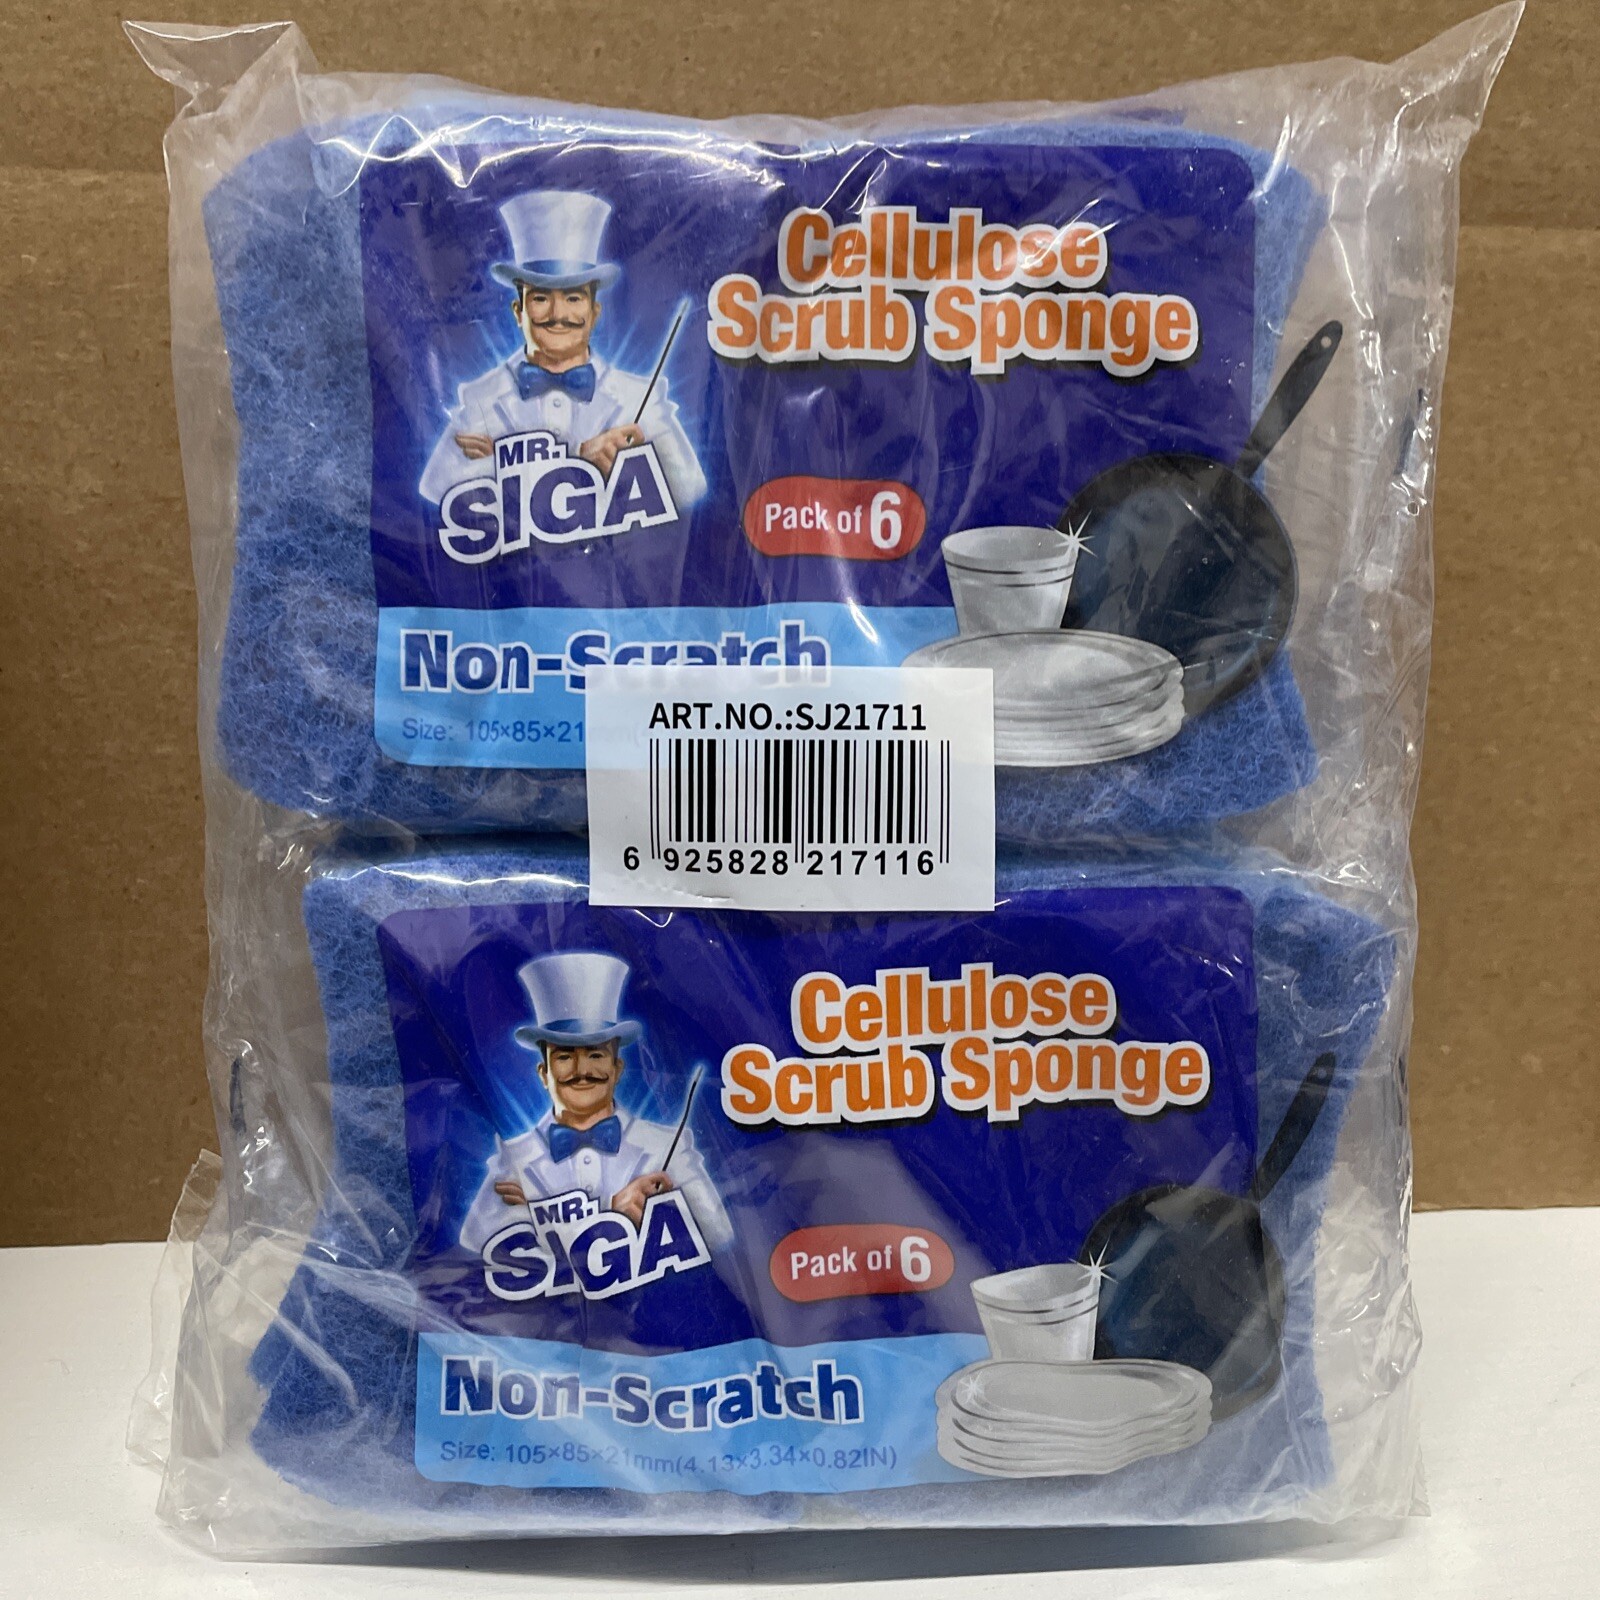 Cellulose
Scrub Sponge
MR.
SIGA
Pack of 6
Non-Scratch
Size: 105×85×21mm
ART.NO.:SJ21711
6 925828 217116
Cellulose
Scrub Sponge
MR.
SIGA
Pack of 6
Non-Scratch
Size: 105×85×21mm(4.13×3.34×0.82IN)